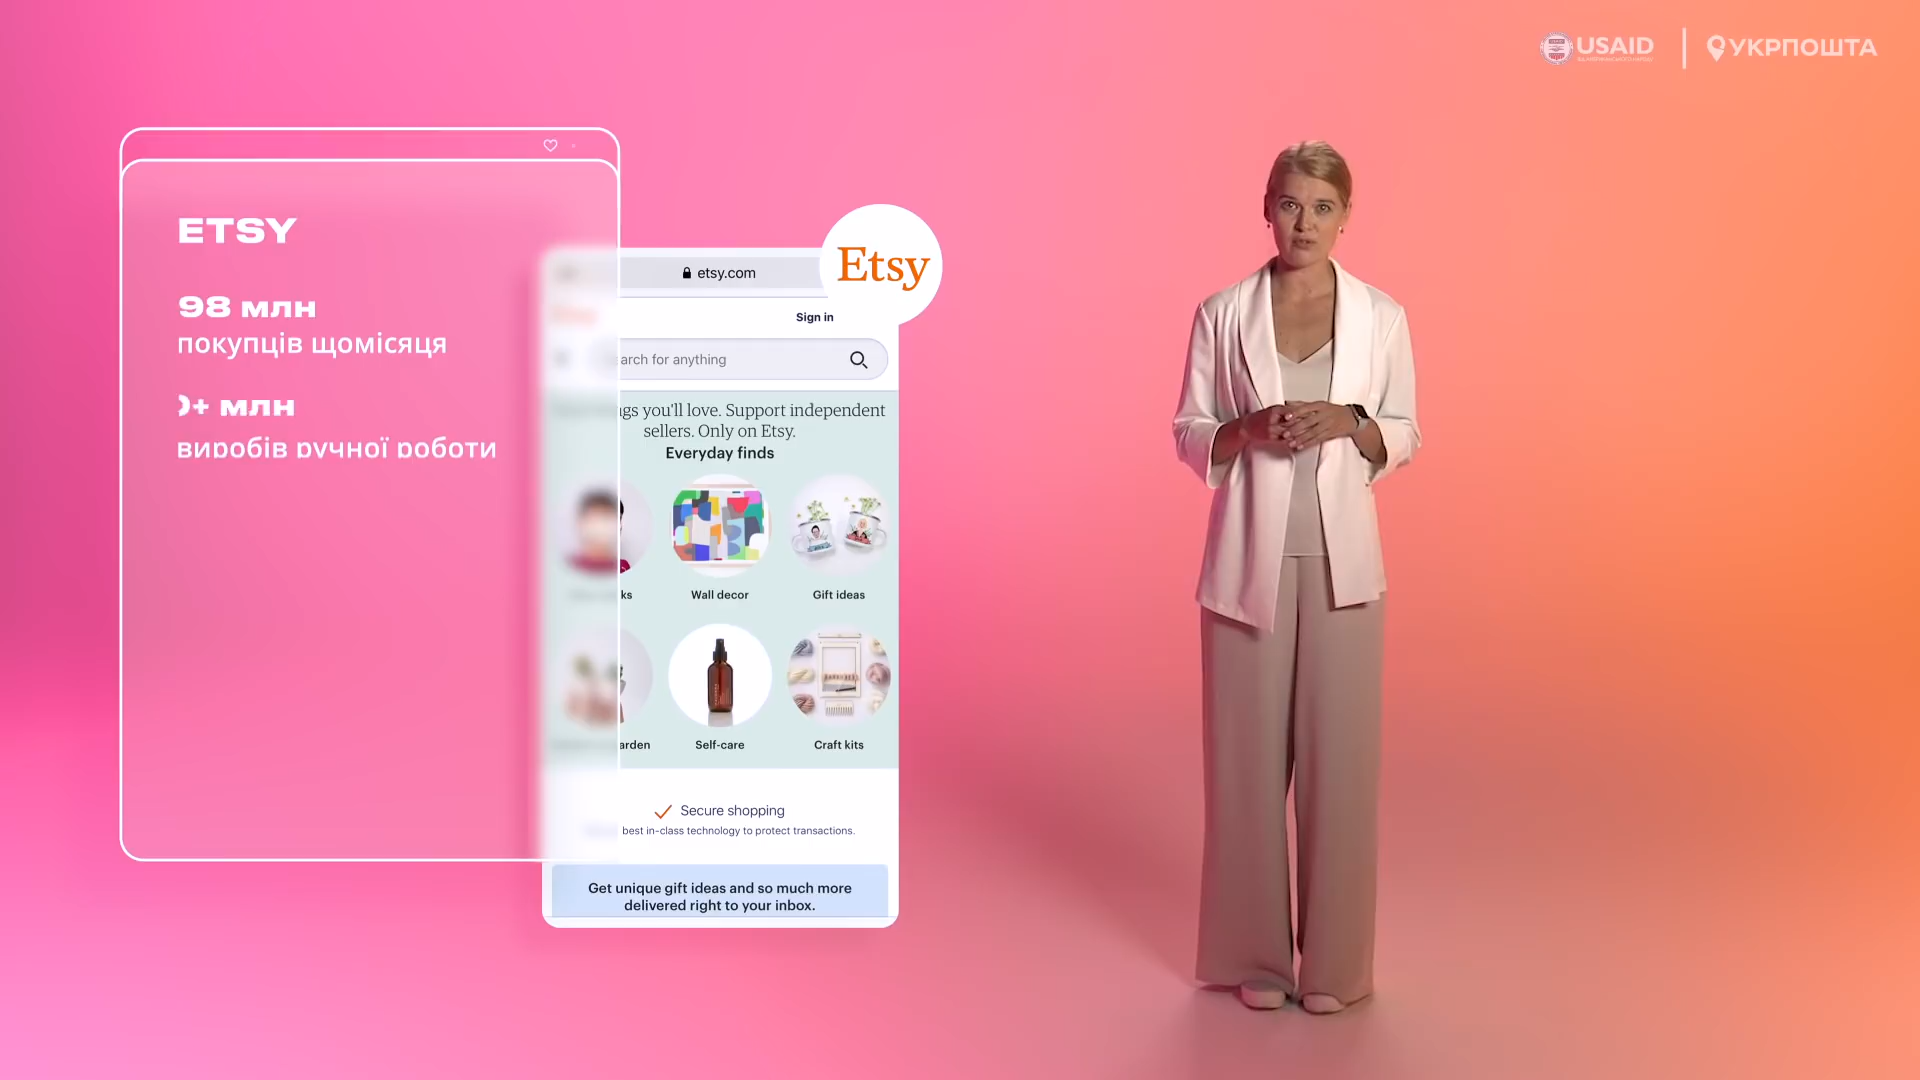 USAID
УКРПОШТА
ETSY
98 млн
покупців щомісяця
+ млн
виробів ручної роботи
etsy.com
Etsy
Sign in
arch for anything
gs you'll love. Support independent
sellers. Only on Etsy.
Everyday finds
ks
Wall decor
Gift ideas
arden
Self-care
Craft kits
Secure shopping
best in-class technology to protect transactions.
Get unique gift ideas and so much more
delivered right to your inbox.